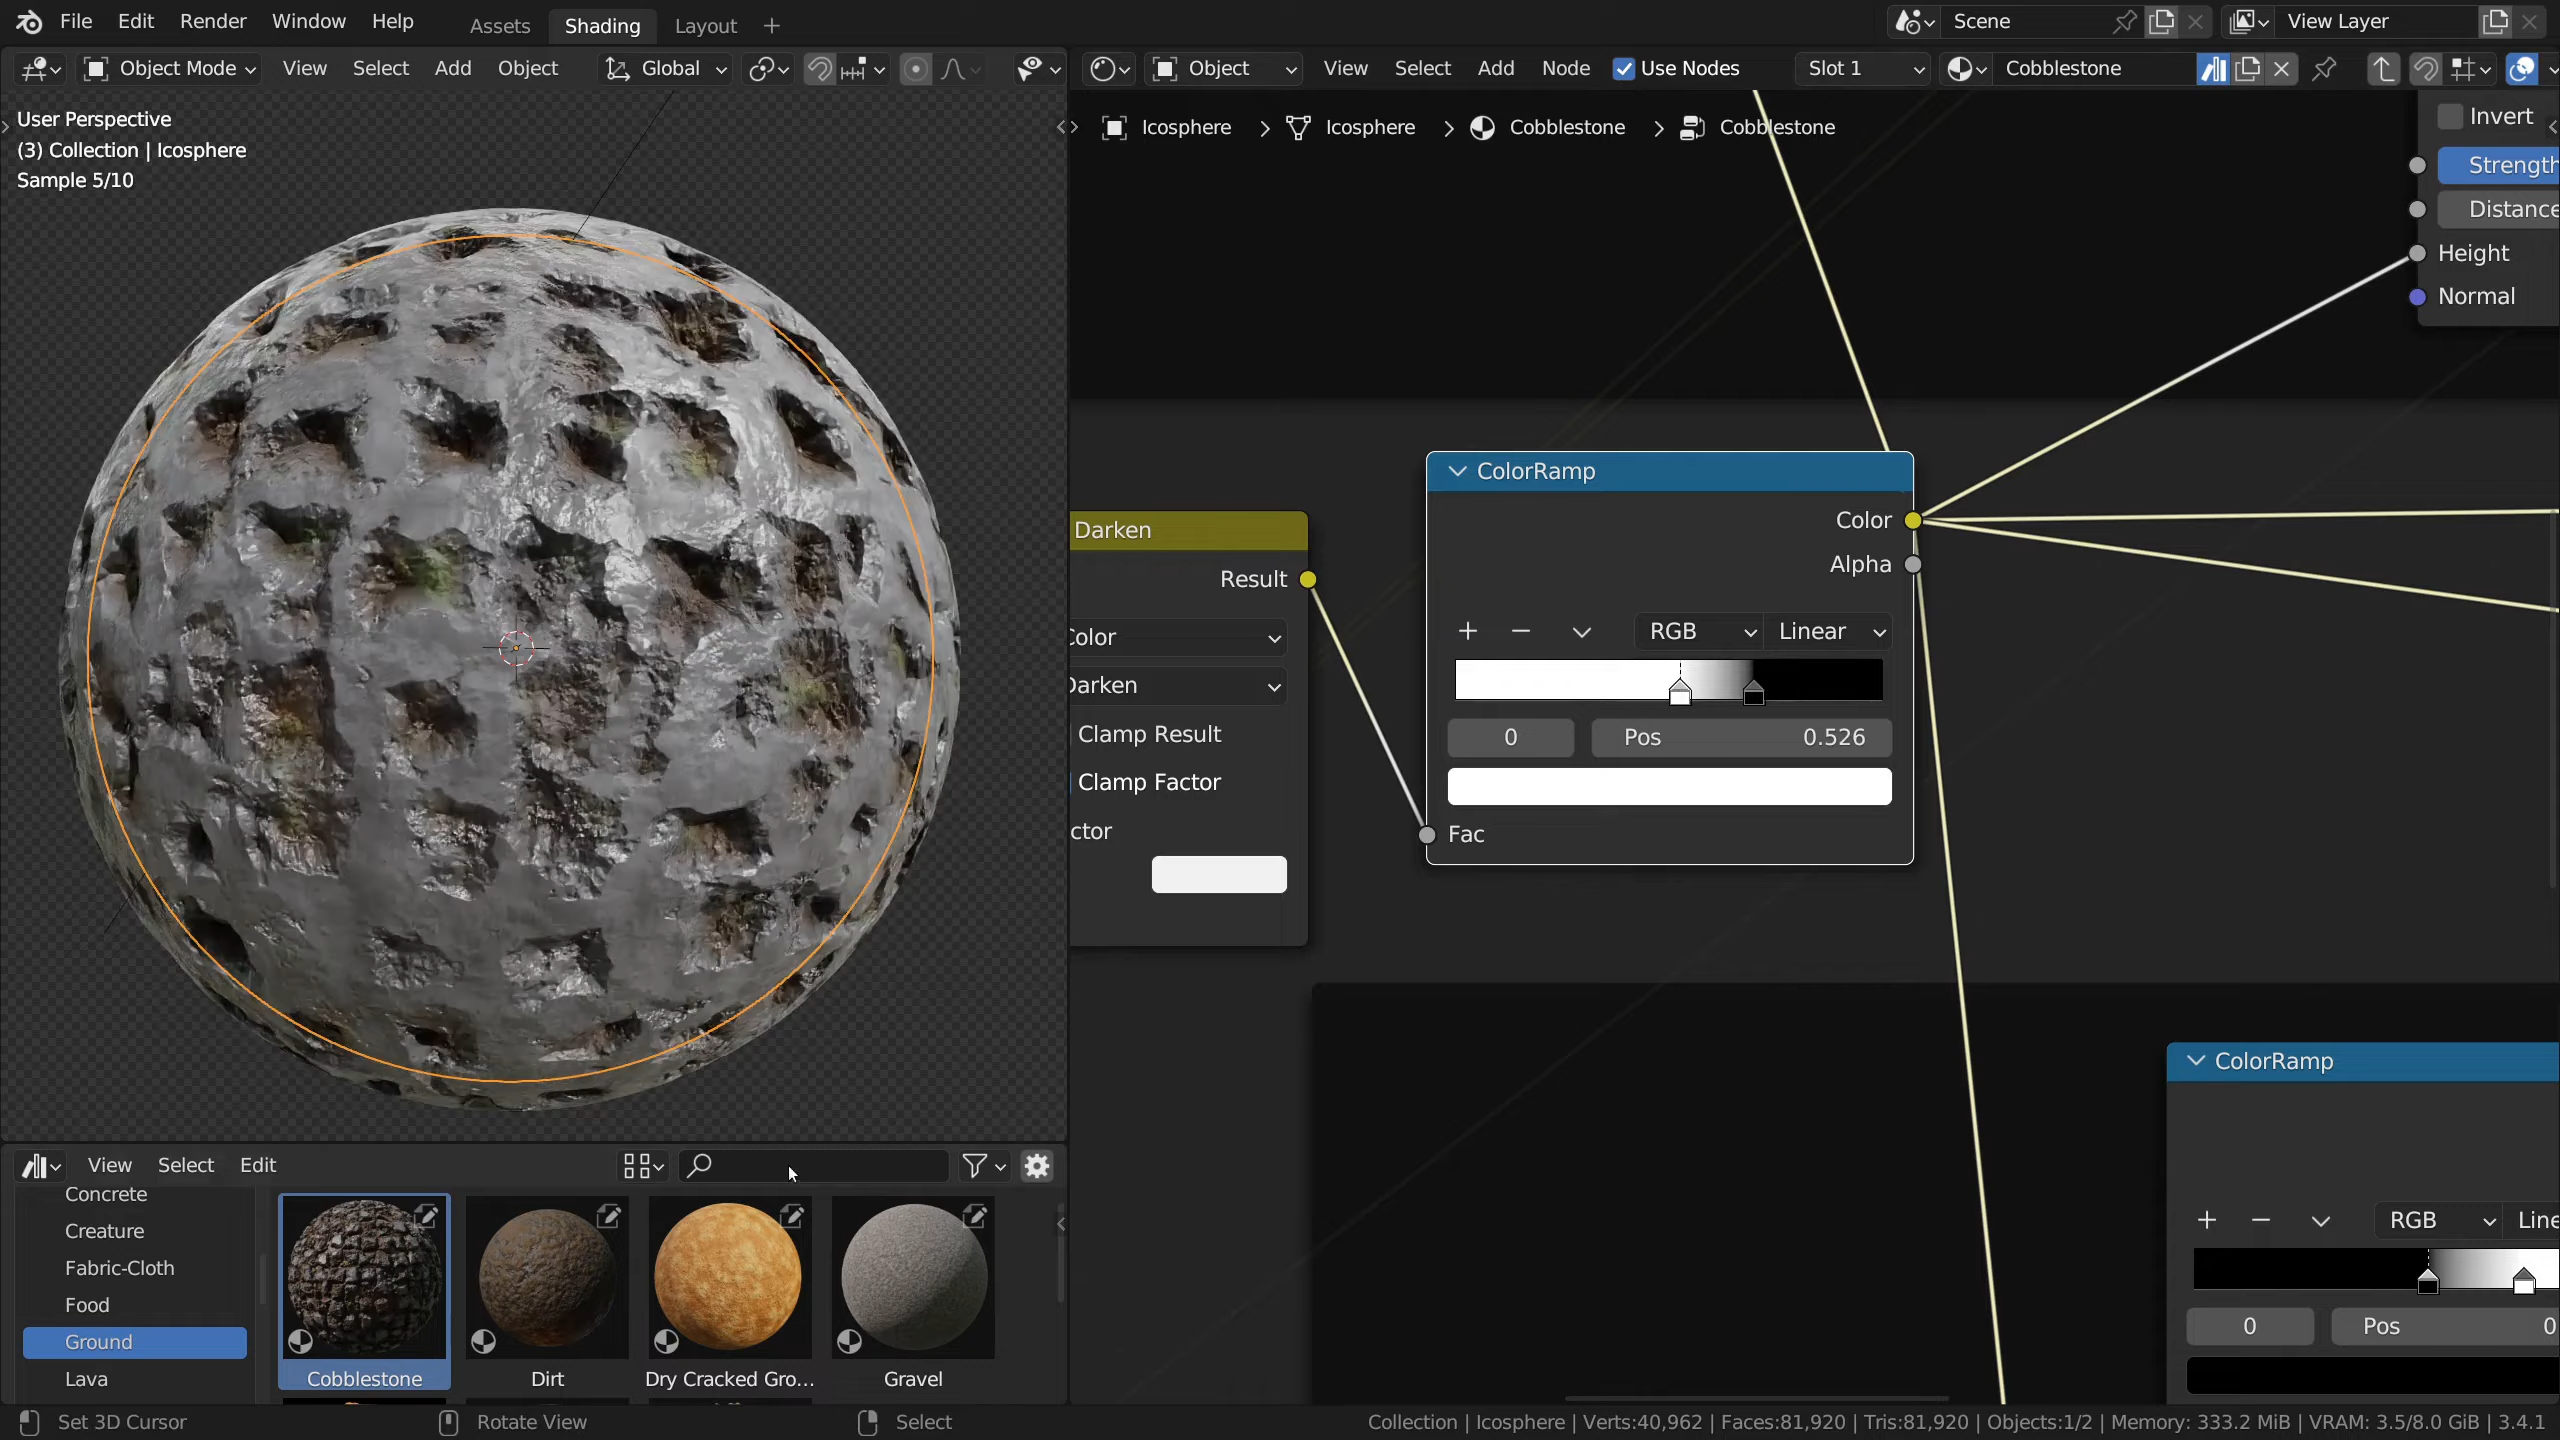 File Edit Render Window Help Assets Shading Layout + Scene View Layer
Object Mode View Select Add Object Global Object View Select Add Node Use Nodes Slot 1 Cobblestone
User Perspective
(3) Collection | Icosphere
Sample 5/10
Icosphere > Icosphere > Cobblestone > Cobblestone
Invert
Strength
Distance
Height
Normal
Darken
Result
Color
Darken
Clamp Result
Clamp Factor
ctor
ColorRamp
Color
Alpha
+ − RGB Linear
0 Pos 0.526
Fac
ColorRamp
+ − RGB Line
0 Pos 0
View Select Edit
Concrete
Creature
Fabric-Cloth
Food
Ground
Lava
Cobblestone Dirt Dry Cracked Gro... Gravel
Set 3D Cursor Rotate View Select Collection | Icosphere | Verts:40,962 | Faces:81,920 | Tris:81,920 | Objects:1/2 | Memory: 333.2 MiB | VRAM: 3.5/8.0 GiB | 3.4.1